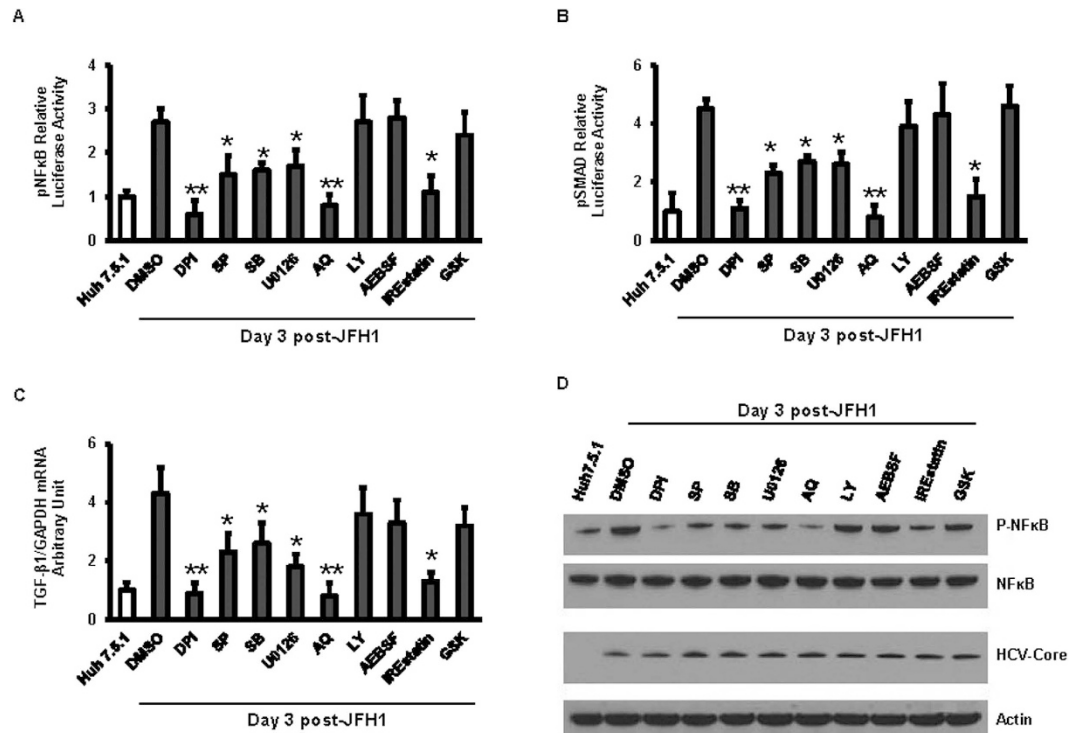 A
pNFκB Relative
Luciferase Activity
4
3
2
1
0
*
*
*
*
**
**
Huh 7.5.1
DMSO
DPI
SP
SB
U0126
AQ
LY
AEBSF
IREstatin
GSK
Day 3 post-JFH1
B
pSMAD Relative
Luciferase Activity
6
4
2
0
*
*
*
*
**
**
Huh 7.5.1
DMSO
DPI
SP
SB
U0126
AQ
LY
AEBSF
IREstatin
GSK
Day 3 post-JFH1
C
TGF-β1/GAPDH mRNA
Arbitrary Unit
6
4
2
0
*
*
*
*
**
**
Huh 7.5.1
DMSO
DPI
SP
SB
U0126
AQ
LY
AEBSF
IREstatin
GSK
Day 3 post-JFH1
D
Day 3 post-JFH1
Huh7.5.1
DMSO
DPI
SP
SB
U0126
AQ
LY
AEBSF
IREstatin
GSK
P-NFκB
NFκB
HCV-Core
Actin